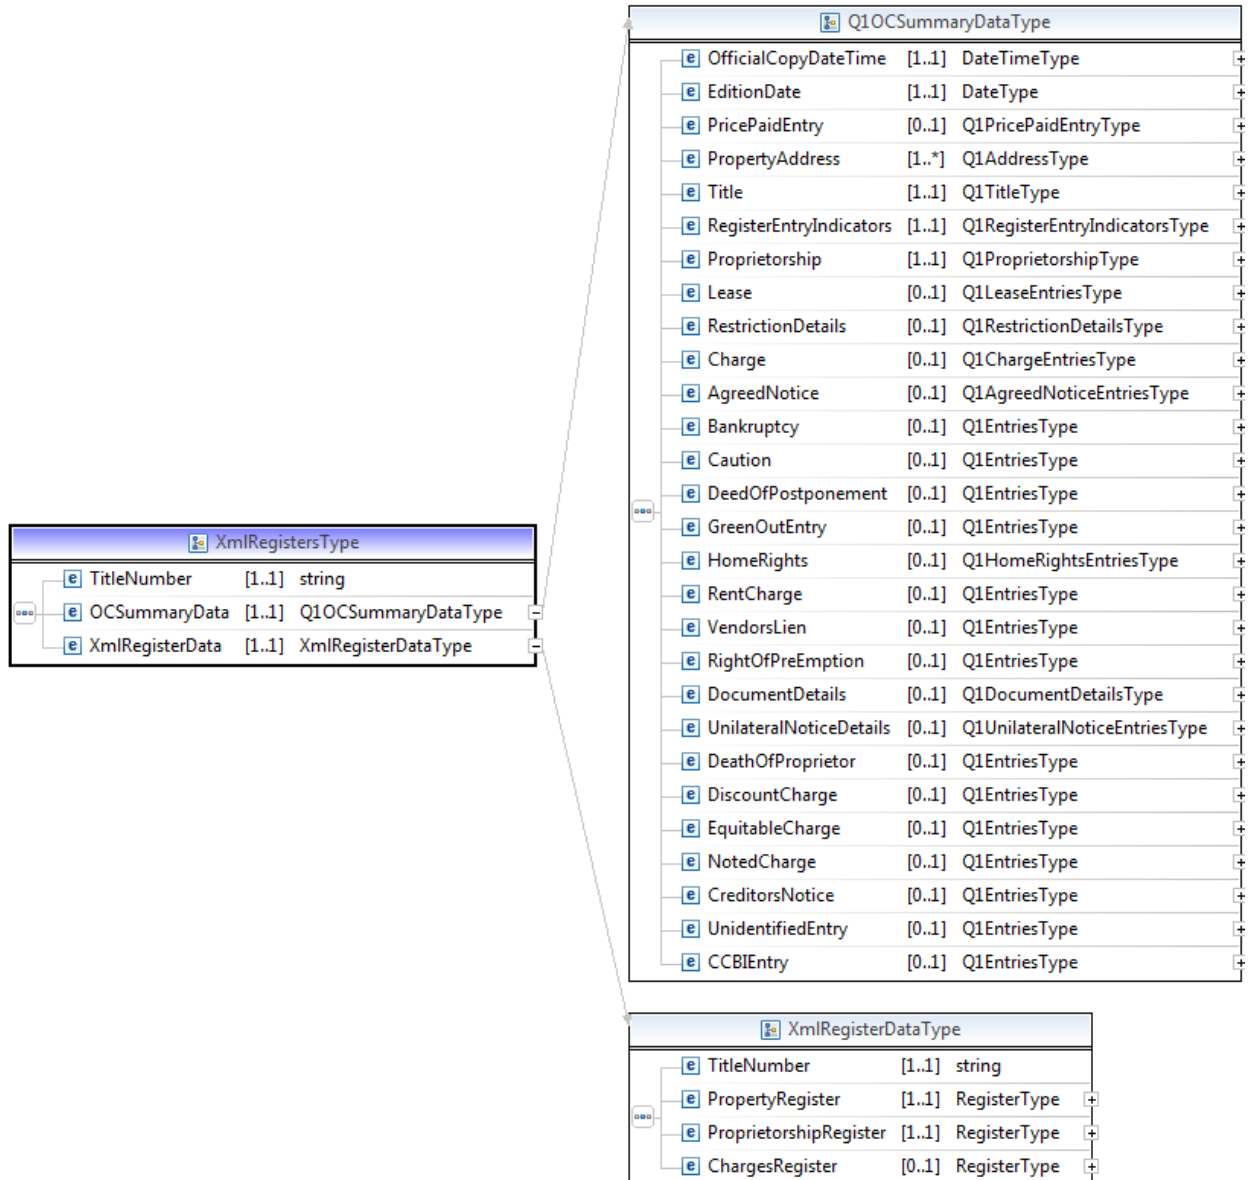 Q1OCSummaryDataType
e OfficialCopyDateTime [1..1] DateTimeType
e EditionDate [1..1] DateType
e PricePaidEntry [0..1] Q1PricePaidEntryType
e PropertyAddress [1..*] Q1AddressType
e Title [1..1] Q1TitleType
e RegisterEntryIndicators [1..1] Q1RegisterEntryIndicatorsType
e Proprietorship [1..1] Q1ProprietorshipType
e Lease [0..1] Q1LeaseEntriesType
e RestrictionDetails [0..1] Q1RestrictionDetailsType
e Charge [0..1] Q1ChargeEntriesType
e AgreedNotice [0..1] Q1AgreedNoticeEntriesType
e Bankruptcy [0..1] Q1EntriesType
e Caution [0..1] Q1EntriesType
e DeedOfPostponement [0..1] Q1EntriesType
e GreenOutEntry [0..1] Q1EntriesType
e HomeRights [0..1] Q1HomeRightsEntriesType
e RentCharge [0..1] Q1EntriesType
e VendorsLien [0..1] Q1EntriesType
e RightOfPreEmption [0..1] Q1EntriesType
e DocumentDetails [0..1] Q1DocumentDetailsType
e UnilateralNoticeDetails [0..1] Q1UnilateralNoticeEntriesType
e DeathOfProprietor [0..1] Q1EntriesType
e DiscountCharge [0..1] Q1EntriesType
e EquitableCharge [0..1] Q1EntriesType
e NotedCharge [0..1] Q1EntriesType
e CreditorsNotice [0..1] Q1EntriesType
e UnidentifiedEntry [0..1] Q1EntriesType
e CCBIEntry [0..1] Q1EntriesType
XmlRegistersType
e TitleNumber [1..1] string
e OCSummaryData [1..1] Q1OCSummaryDataType
e XmlRegisterData [1..1] XmlRegisterDataType
XmlRegisterDataType
e TitleNumber [1..1] string
e PropertyRegister [1..1] RegisterType
e ProprietorshipRegister [1..1] RegisterType
e ChargesRegister [0..1] RegisterType